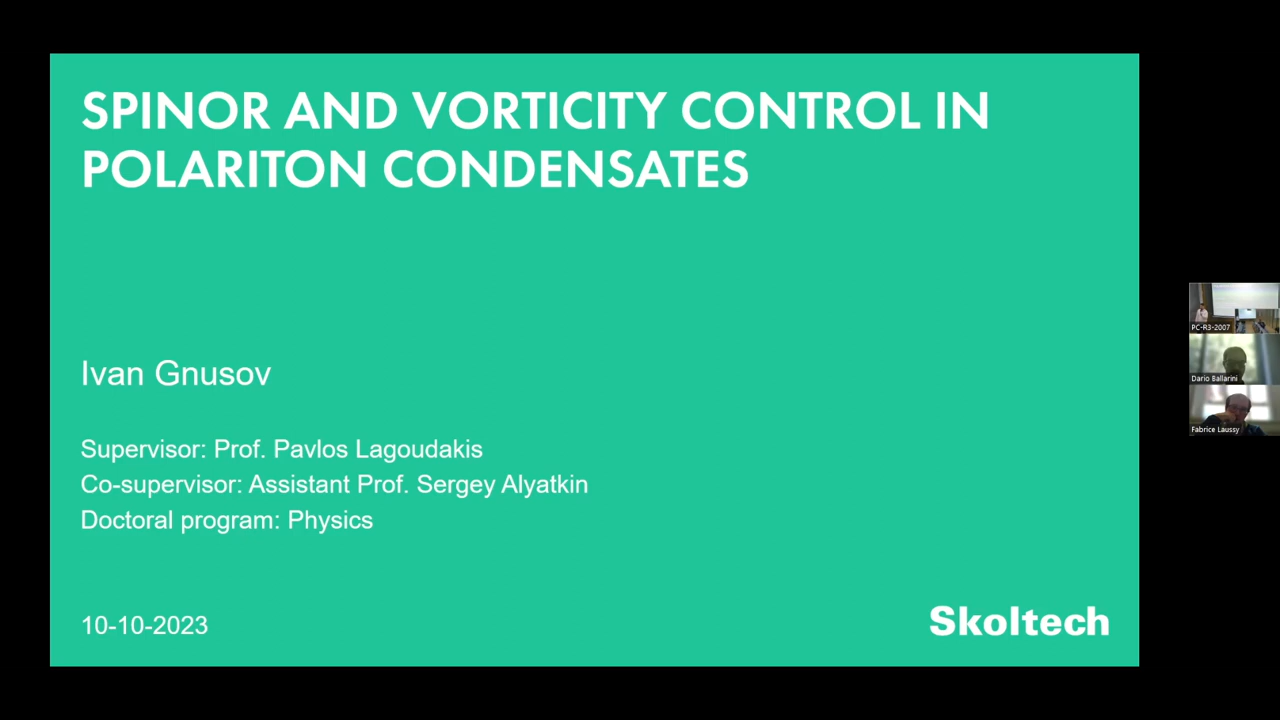 SPINOR AND VORTICITY CONTROL IN
POLARITON CONDENSATES
Ivan Gnusov
Supervisor: Prof. Pavlos Lagoudakis
Co-supervisor: Assistant Prof. Sergey Alyatkin
Doctoral program: Physics
10-10-2023
Skoltech
PC-R3-2007
Dario Ballarini
Fabrice Laussy